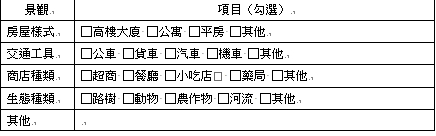 景觀 項目（勾選）
房屋樣式 □高樓大廈 □公寓 □平房 □其他
交通工具 □公車 □貨車 □汽車 □機車 □其他
商店種類 □超商 □餐廳 □小吃店□ □藥局 □其他
生態種類 □路樹 □動物 □農作物 □河流 □其他
其他